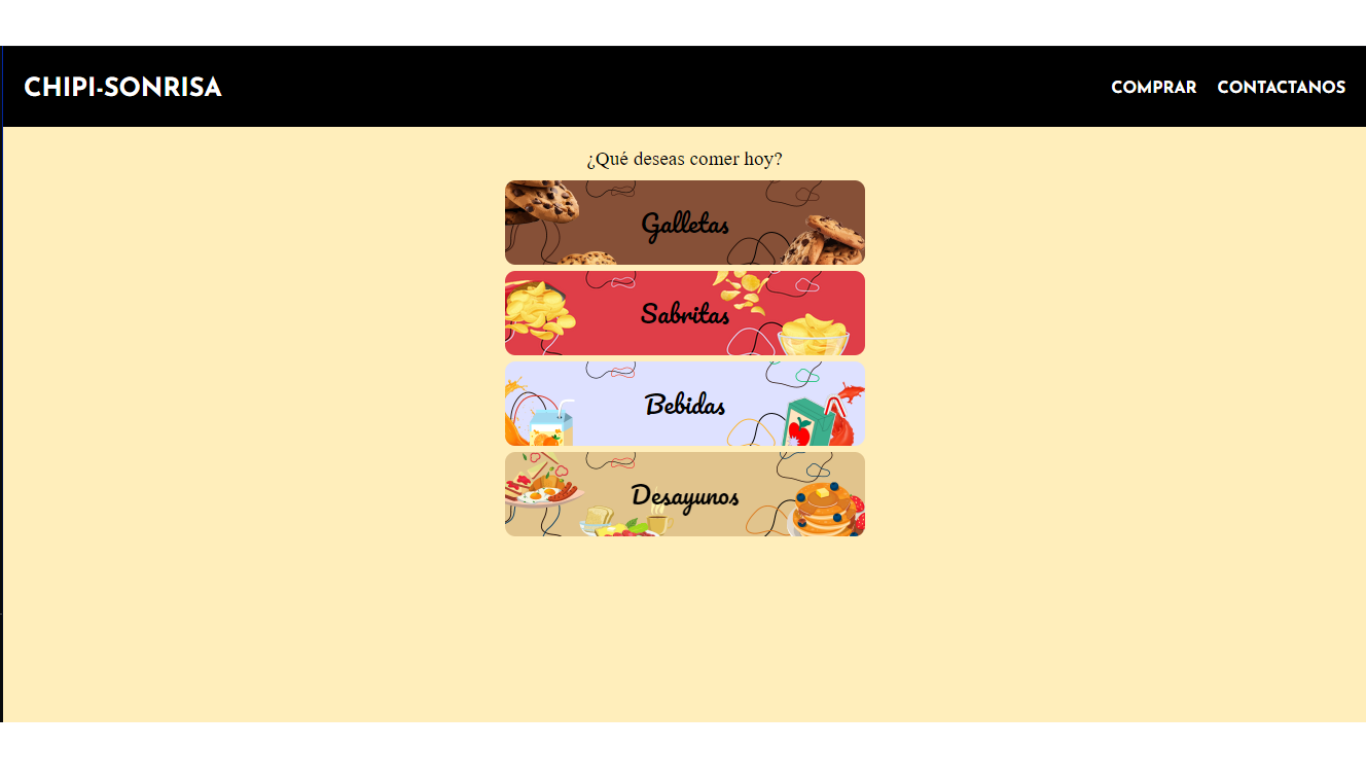 CHIPI-SONRISA
COMPRAR CONTACTANOS
¿Qué deseas comer hoy?
Galletas
Sabritas
Bebidas
Desayunos